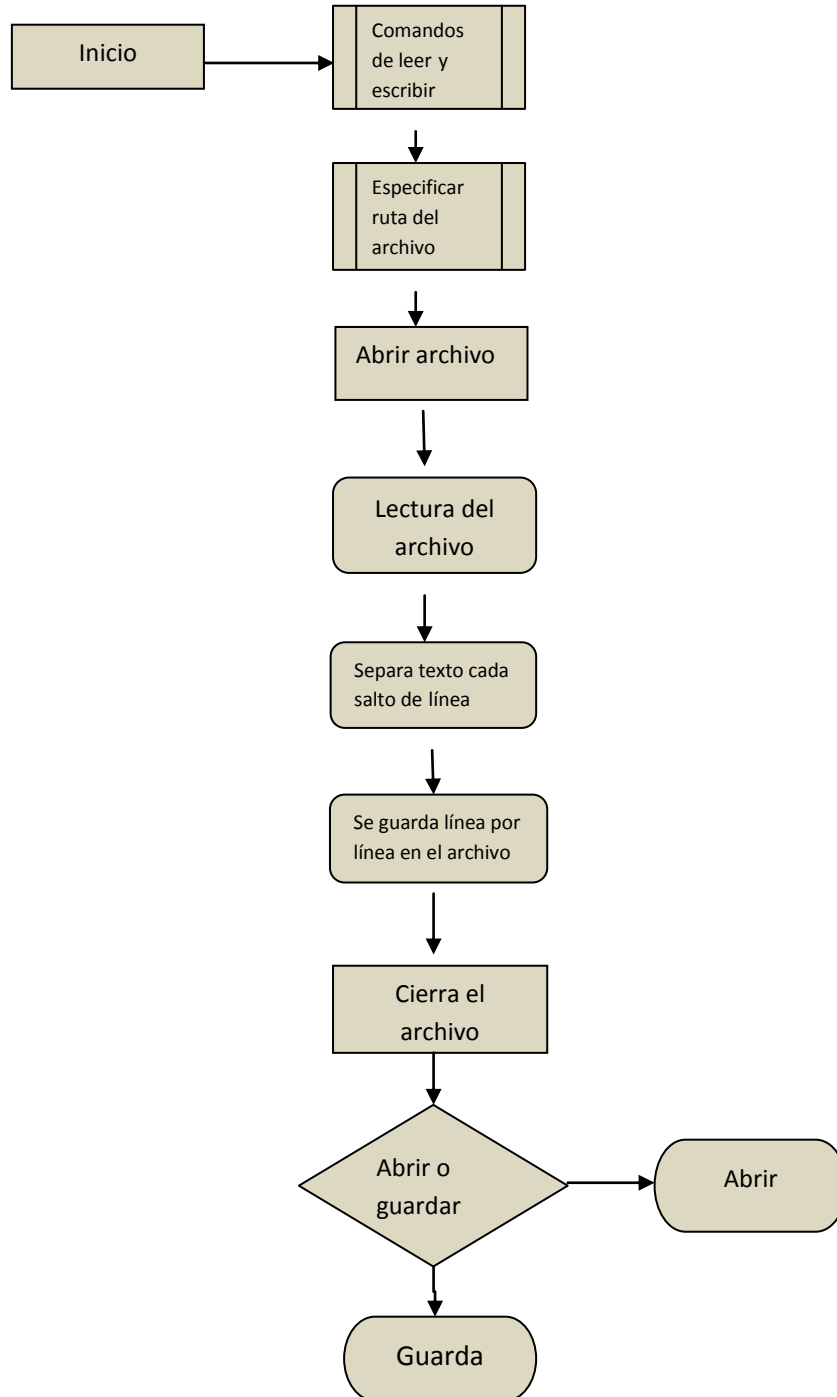 Inicio
Comandos
de leer y
escribir
Especificar
ruta del
archivo
Abrir archivo
Lectura del
archivo
Separa texto cada
salto de línea
Se guarda línea por
línea en el archivo
Cierra el
archivo
Abrir o
guardar
Abrir
Guarda